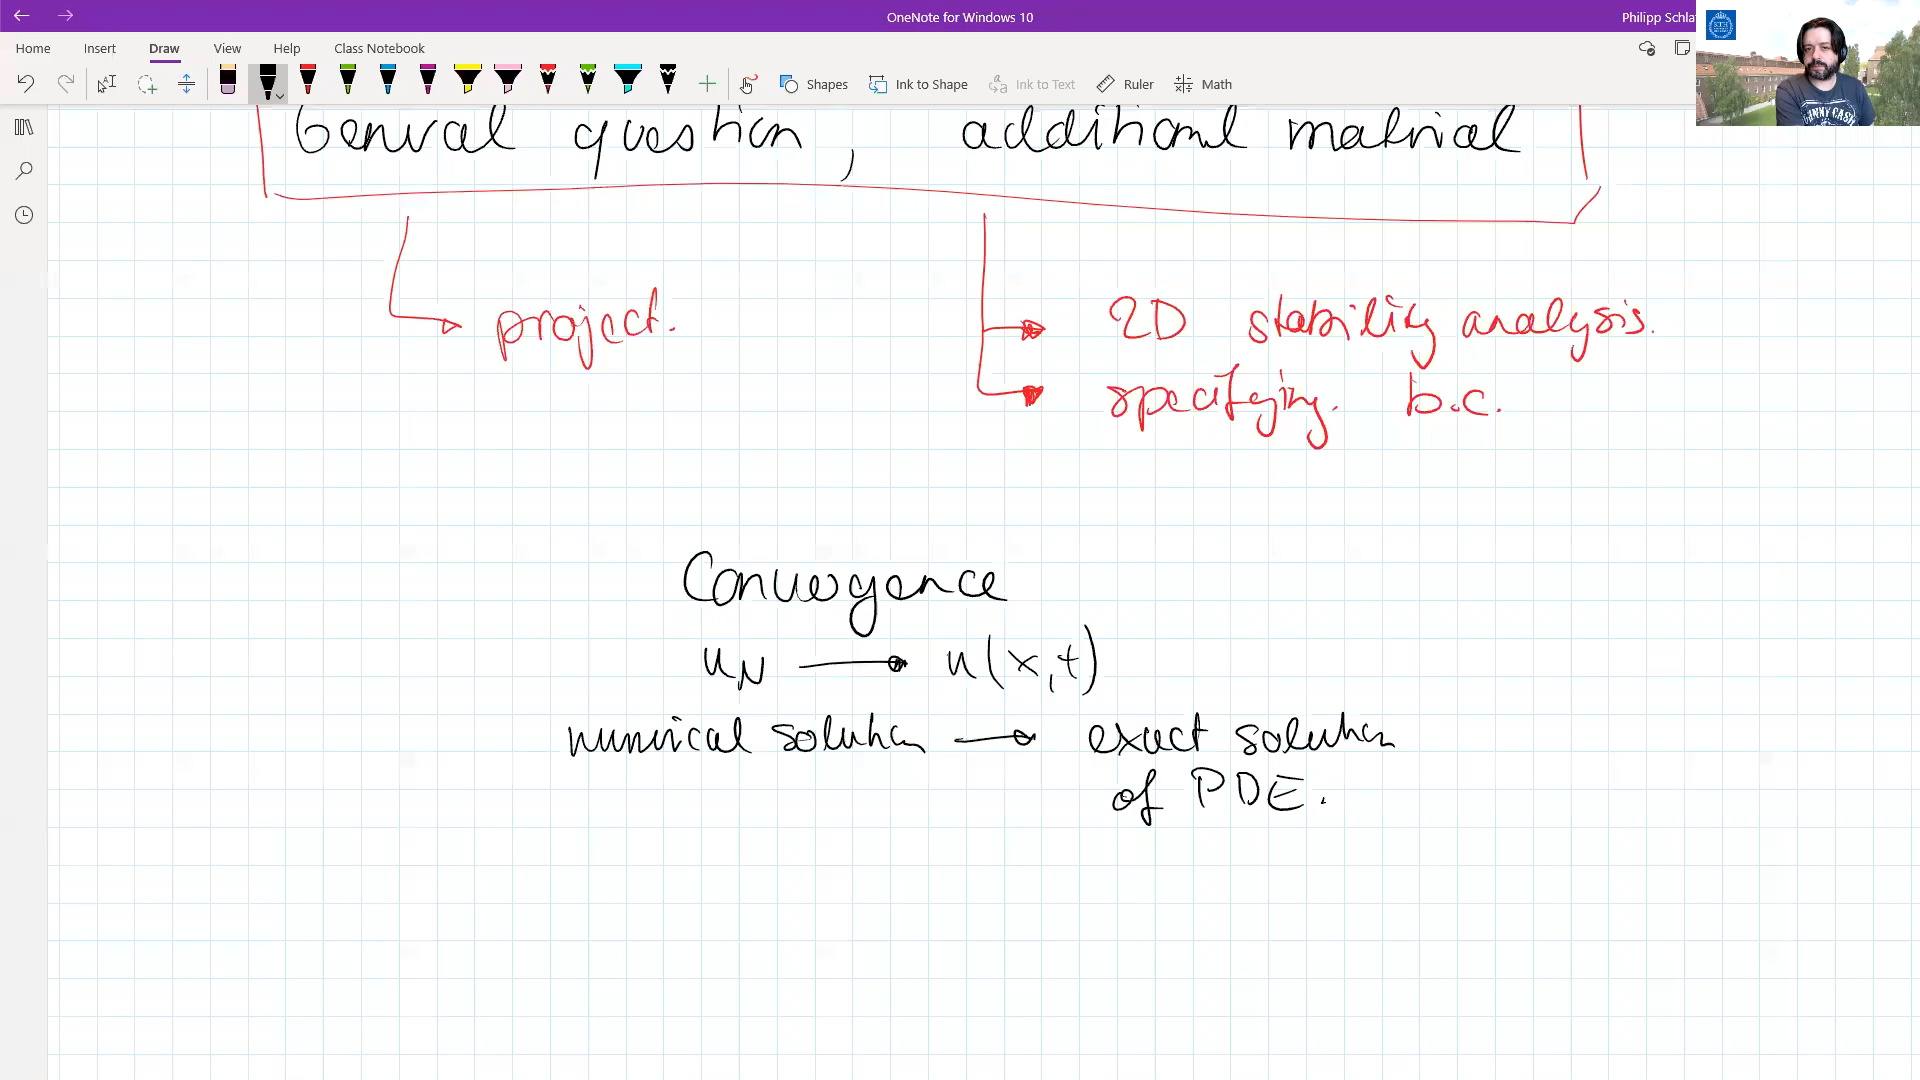 OneNote for Windows 10
Philipp Schla
Home Insert Draw View Help Class Notebook
Shapes Ink to Shape Ink to Text Ruler Math
General question, additional material
project.
2D stability analysis.
specifying. b.c.
Convergence
u_N → u(x,t)
numerical solution → exact solution
of PDE.